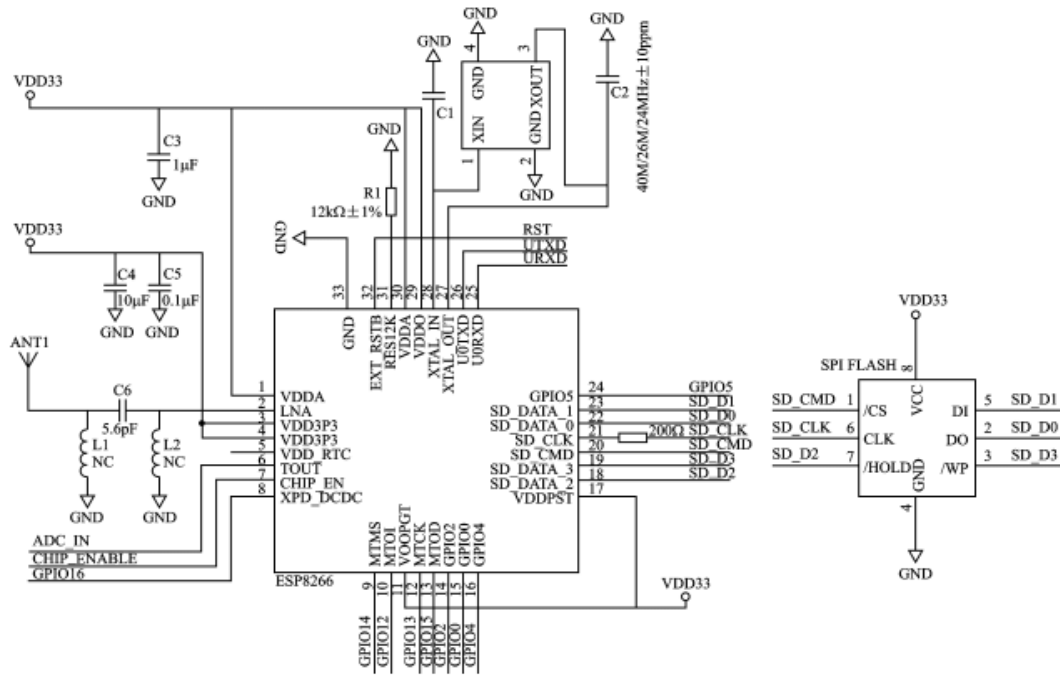 VDD33
C3
1μF
GND
VDD33
C4
10μF
GND
C5
0.1μF
GND
ANT1
C6
5.6pF
L1
NC
GND
L2
NC
GND
ADC_IN
CHIP_ENABLE
GPIO16
GND
C1
GND
4
3
GND
XOUT
XIN
GND
1
2
GND
GND
C2
40M/26M/24MHz±10ppm
GND
R1
12kΩ±1%
GND
RST
UTXD
URXD
33
32
31
30
29
28
27
26
25
GND
EXT_RSTB
RES12K
VDDA
VDDO
XTAL_IN
XTAL_OUT
U0TXD
U0RXD
1 VDDA
2 LNA
3 VDD3P3
4 VDD3P3
5 VDD_RTC
6 TOUT
7 CHIP_EN
8 XPD_DCDC
GPIO5 24 GPIO5
SD_DATA_1 23 SD_D1
SD_DATA_0 22 SD_D0
SD_CLK 21 200Ω SD_CLK
SD_CMD 20 SD_CMD
SD_DATA_3 19 SD_D3
SD_DATA_2 18 SD_D2
VDDPST 17
MTMS
MTOI
VOOPGT
MTCK
MTOD
GPIO2
GPIO0
GPIO4
ESP8266
9
10
11
12
13
14
15
16
GPIO14
GPIO12
GPIO13
GPIO15
GPIO2
GPIO0
GPIO4
VDD33
VDD33
SPI FLASH
8
VCC
SD_CMD 1 /CS DI 5 SD_D1
SD_CLK 6 CLK DO 2 SD_D0
SD_D2 7 /HOLD /WP 3 SD_D3
GND
4
GND